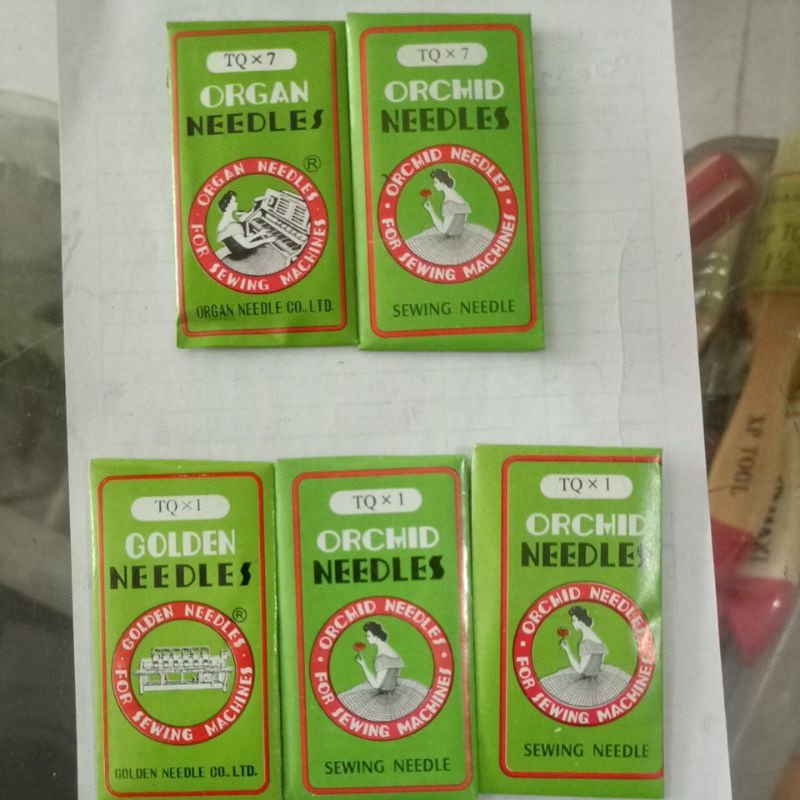 TQ×7
ORGAN
NEEDLES
®
ORGAN NEEDLES
FOR SEWING MACHINES
ORGAN NEEDLE CO., LTD.
TQ×7
ORCHID
NEEDLES
• ORCHID NEEDLES •
FOR SEWING MACHINES
SEWING NEEDLE
TQ×1
GOLDEN
NEEDLES
®
GOLDEN NEEDLES
FOR SEWING MACHINES
GOLDEN NEEDLE CO., LTD.
TQ×1
ORCHID
NEEDLES
• ORCHID NEEDLES •
FOR SEWING MACHINES
SEWING NEEDLE
TQ×1
ORCHID
NEEDLES
• ORCHID NEEDLES
FOR SEWING MACHINES
SEWING NEEDLE
XP TOOL